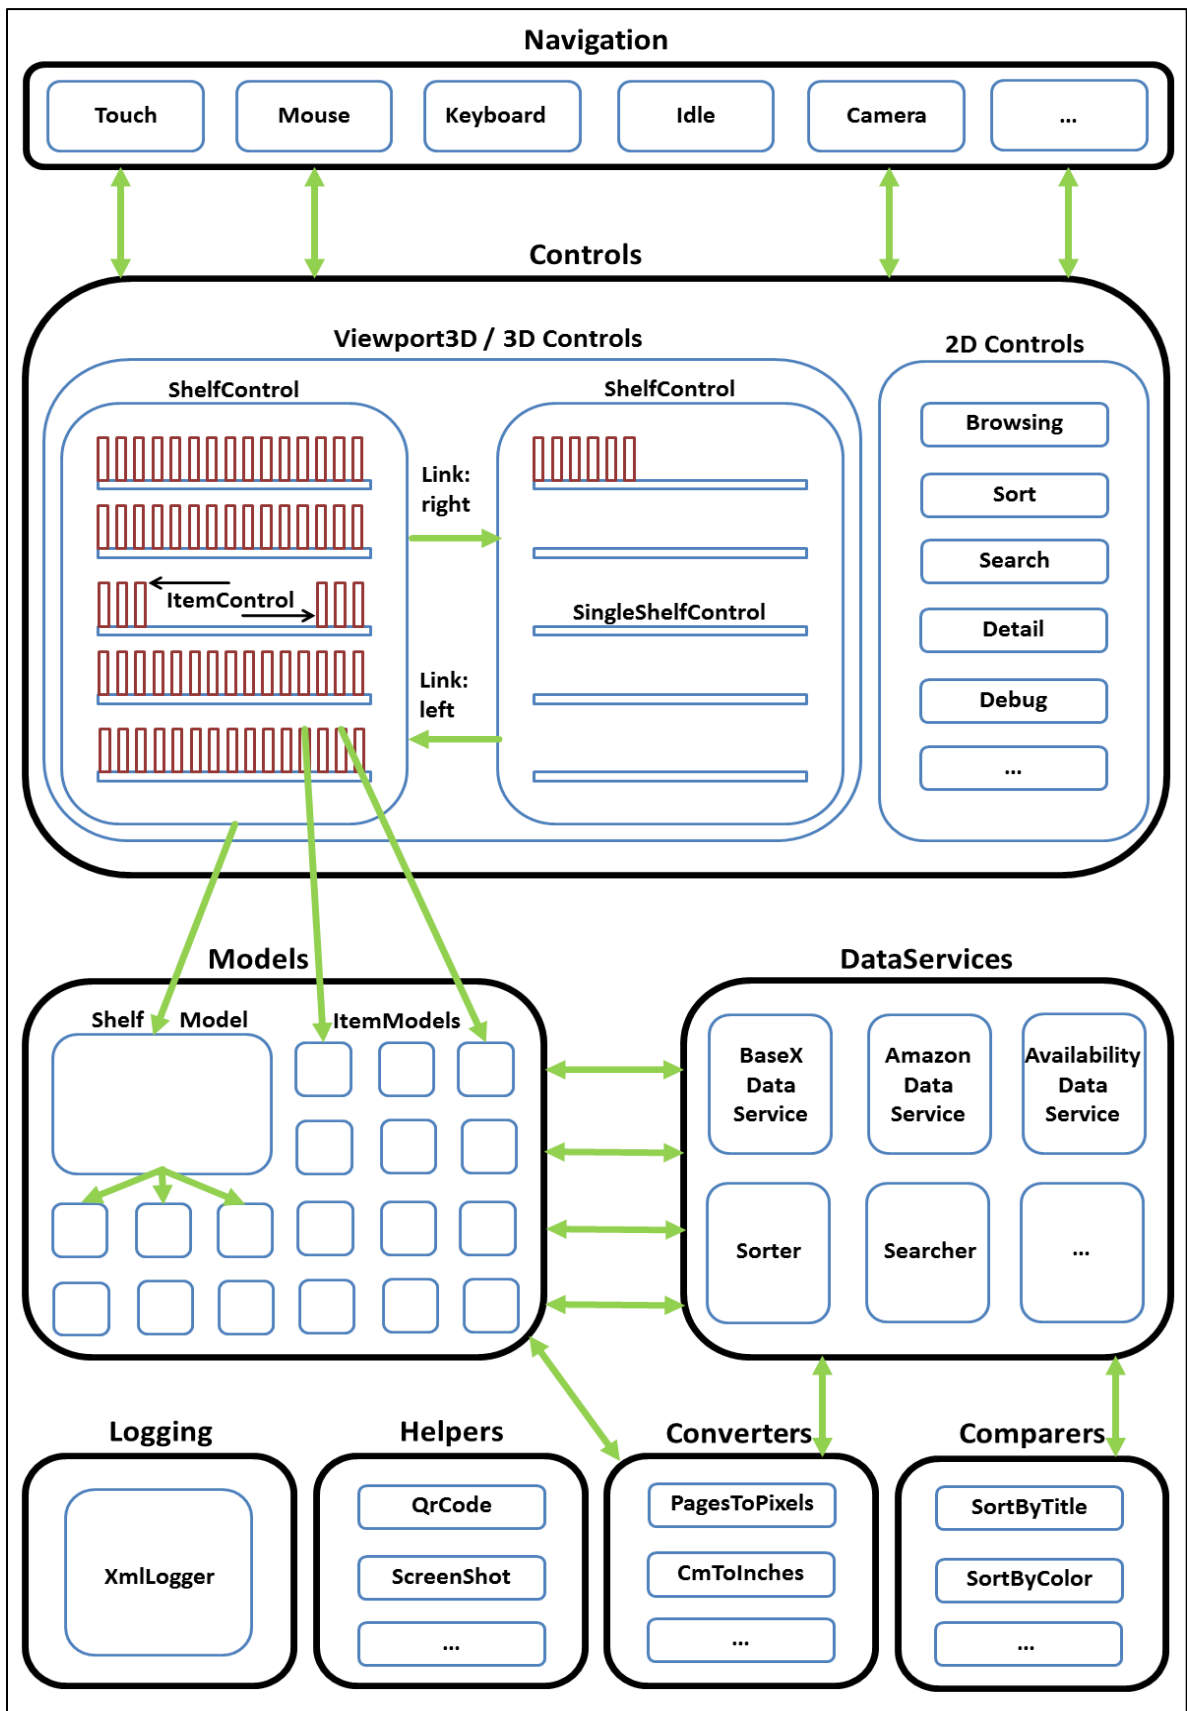 Navigation
Touch
Mouse
Keyboard
Idle
Camera
...
Controls
Viewport3D / 3D Controls
ShelfControl
Link:
right
ItemControl
Link:
left
ShelfControl
SingleShelfControl
2D Controls
Browsing
Sort
Search
Detail
Debug
...
Models
Shelf Model
ItemModels
DataServices
BaseX
Data
Service
Amazon
Data
Service
Availability
Data
Service
Sorter
Searcher
...
Logging
XmlLogger
Helpers
QrCode
ScreenShot
...
Converters
PagesToPixels
CmToInches
...
Comparers
SortByTitle
SortByColor
...